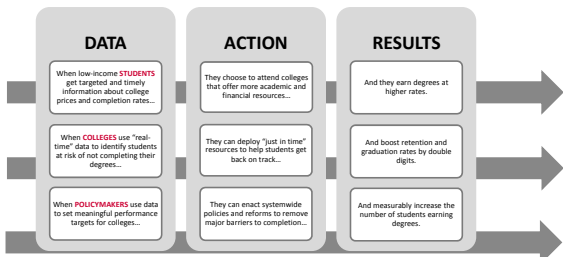 DATA
ACTION
RESULTS
When low-income STUDENTS
get targeted and timely
information about college
prices and completion rates...
They choose to attend colleges
that offer more academic and
financial resources...
And they earn degrees at
higher rates.
When COLLEGES use “real-
time” data to identify students
at risk of not completing their
degrees...
They can deploy “just in time”
resources to help students get
back on track...
And boost retention and
graduation rates by double
digits.
When POLICYMAKERS use data
to set meaningful performance
targets for colleges...
They can enact systemwide
policies and reforms to remove
major barriers to completion...
And measurably increase the
number of students earning
degrees.